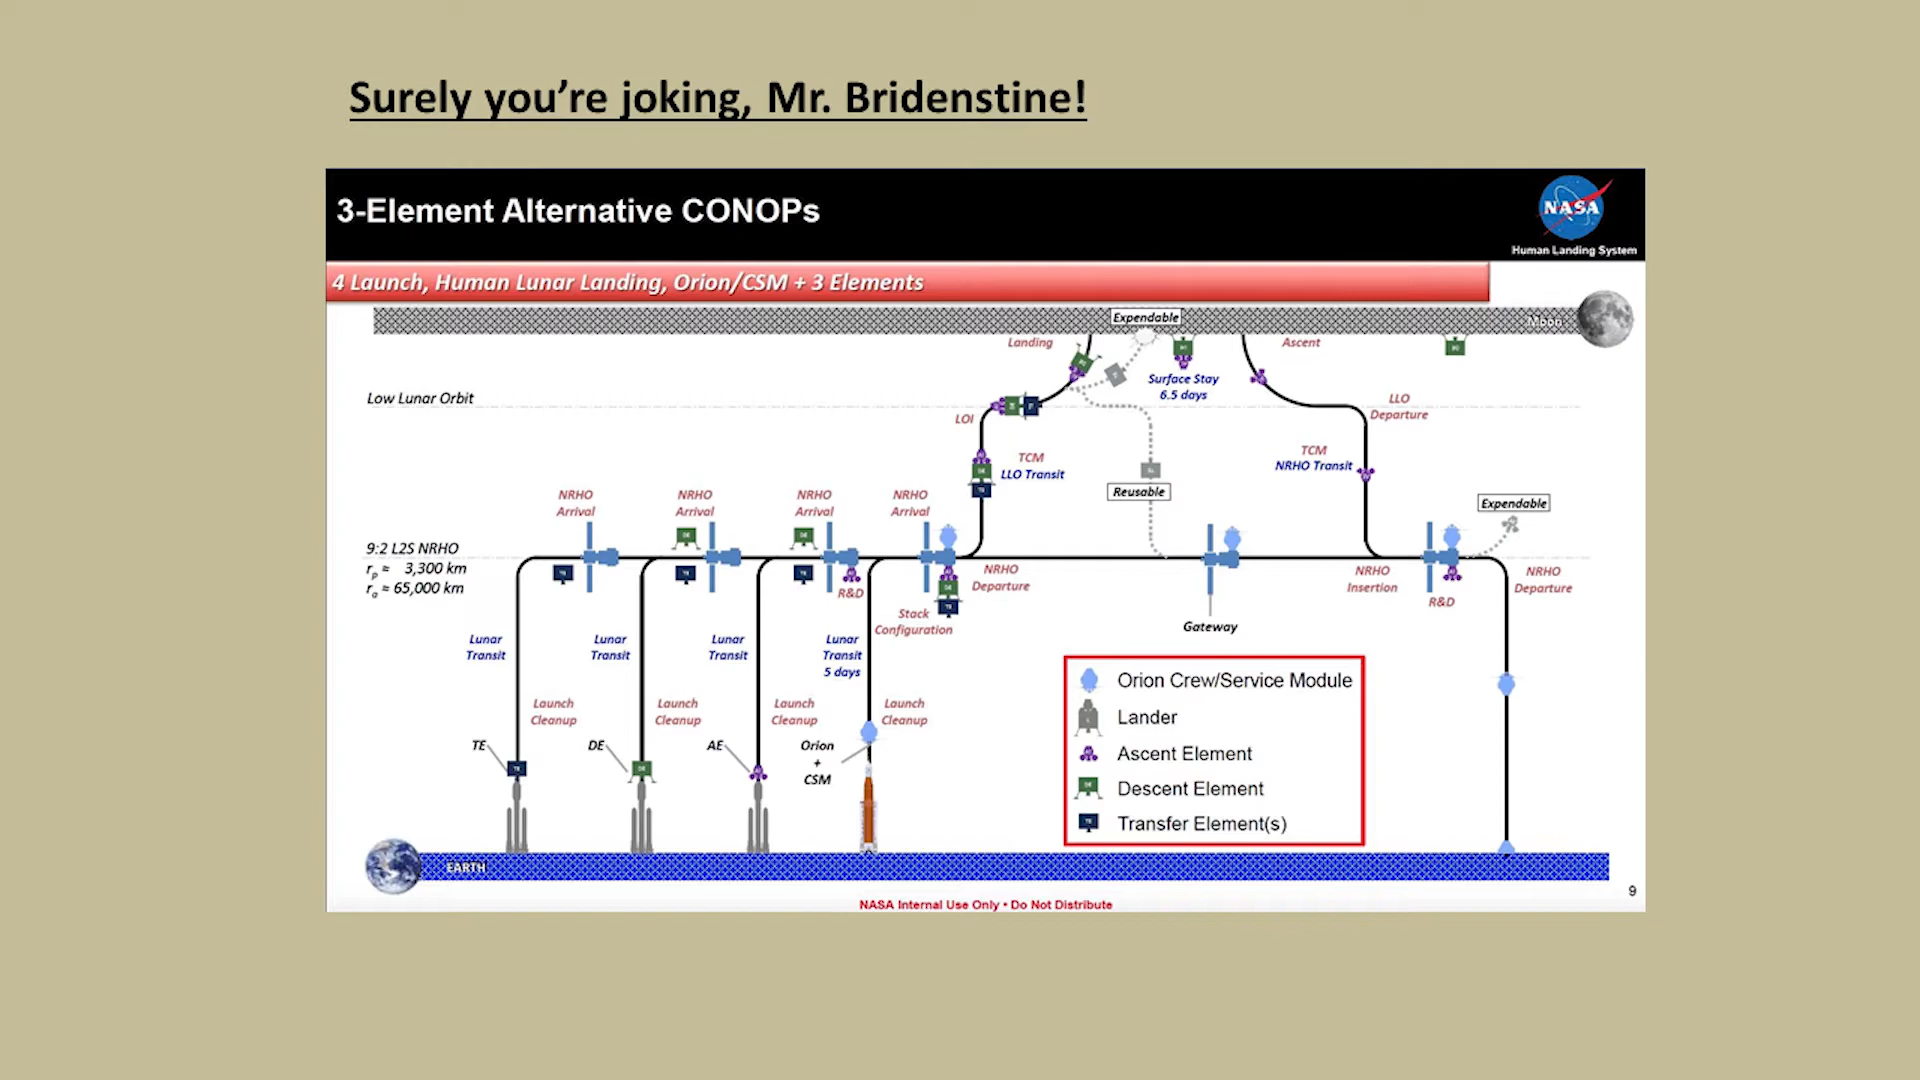 Surely you're joking, Mr. Bridenstine!
3-Element Alternative CONOPs
NASA
Human Landing System
4 Launch, Human Lunar Landing, Orion/CSM + 3 Elements
Moon
Expendable
Landing
Ascent
Surface Stay
6.5 days
Low Lunar Orbit
LOI
LLO
Departure
TCM
LLO Transit
TCM
NRHO Transit
Reusable
Expendable
NRHO
Arrival
NRHO
Arrival
NRHO
Arrival
NRHO
Arrival
9:2 L2S NRHO
rp = 3,300 km
ra = 65,000 km
R&D
NRHO
Departure
NRHO
Insertion
R&D
NRHO
Departure
Stack
Configuration
Gateway
Lunar
Transit
Lunar
Transit
Lunar
Transit
Lunar
Transit
5 days
Launch
Cleanup
Launch
Cleanup
Launch
Cleanup
Launch
Cleanup
TE
DE
AE
Orion
+
CSM
Orion Crew/Service Module
Lander
Ascent Element
Descent Element
Transfer Element(s)
EARTH
9
NASA Internal Use Only • Do Not Distribute